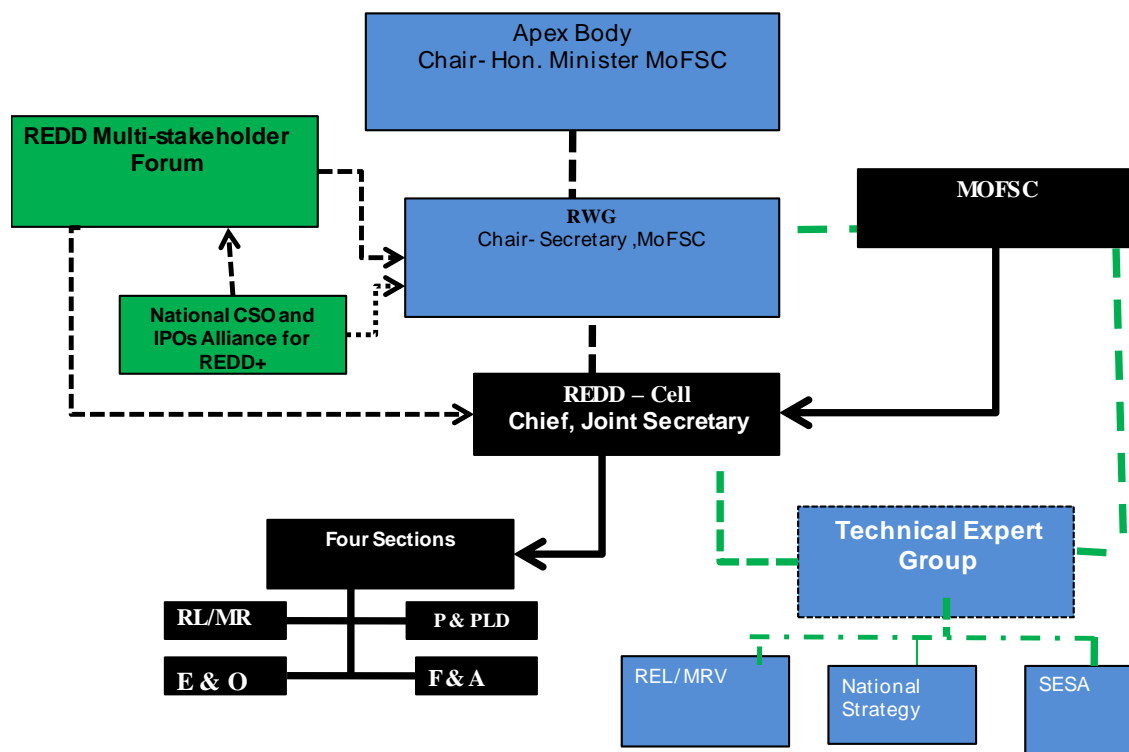 Apex Body
Chair- Hon. Minister MoFSC
REDD Multi-stakeholder
Forum
MOFSC
RWG
Chair- Secretary ,MoFSC
National CSO and
IPOs Alliance for
REDD+
REDD – Cell
Chief, Joint Secretary
Four Sections
Technical Expert
Group
RL/MR
P & PLD
E & O
F & A
REL/ MRV
National
Strategy
SESA